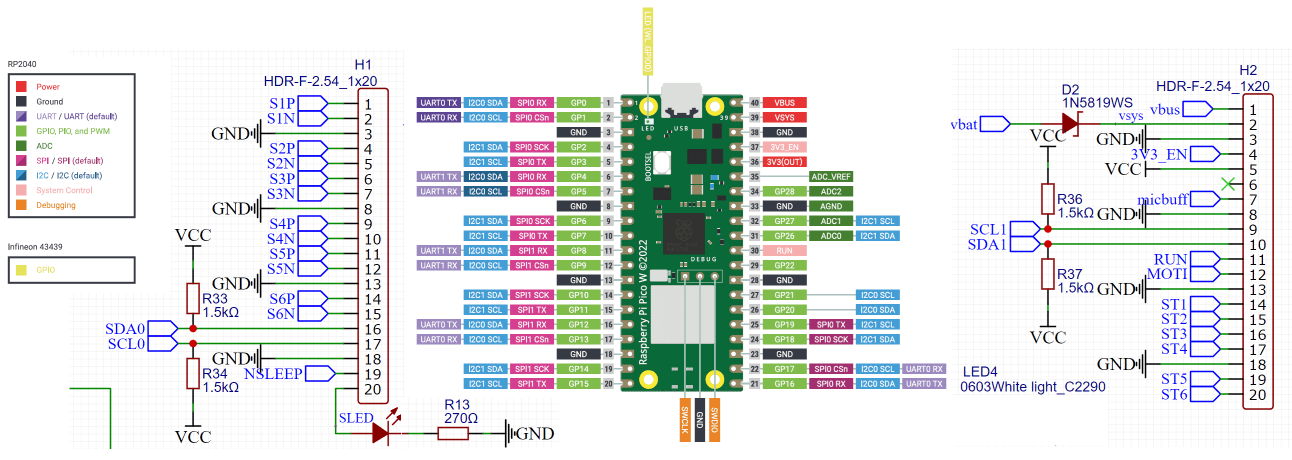 RP2040
Power
Ground
UART / UART (default)
GPIO, PIO, and PWM
ADC
SPI / SPI (default)
I2C / I2C (default)
System Control
Debugging
Infineon 43439
GPIO
H1
HDR-F-2.54_1x20
S1P 1
S1N 2
GND 3
S2P 4
S2N 5
S3P 6
S3N 7
GND 8
S4P 9
S4N 10
S5P 11
S5N 12
GND 13
S6P 14
S6N 15
SDA0 16
SCL0 17
GND 18
NSLEEP 19
20
VCC
R33
1.5kΩ
R34
1.5kΩ
VCC
SLED
R13
270Ω
GND
LED (WL_GPIO0)
UART0 TX I2C0 SDA SPI0 RX GP0 1
UART0 RX I2C0 SCL SPI0 CSn GP1 2
GND 3
I2C1 SDA SPI0 SCK GP2 4
I2C1 SCL SPI0 TX GP3 5
UART1 TX I2C0 SDA SPI0 RX GP4 6
UART1 RX I2C0 SCL SPI0 CSn GP5 7
GND 8
I2C1 SDA SPI0 SCK GP6 9
I2C1 SCL SPI0 TX GP7 10
UART1 TX I2C0 SDA SPI1 RX GP8 11
UART1 RX I2C0 SCL SPI1 CSn GP9 12
GND 13
I2C1 SDA SPI1 SCK GP10 14
I2C1 SCL SPI1 TX GP11 15
UART0 TX I2C0 SDA SPI1 RX GP12 16
UART0 RX I2C0 SCL SPI1 CSn GP13 17
GND 18
I2C1 SDA SPI1 SCK GP14 19
I2C1 SCL SPI1 TX GP15 20
1
2
39
LED
USB
BOOTSEL
DEBUG
Raspberry Pi Pico W ©2022
SWCLK
GND
SWDIO
40 VBUS
39 VSYS
38 GND
37 3V3_EN
36 3V3(OUT)
35 ADC_VREF
34 GP28 ADC2
33 GND AGND
32 GP27 ADC1 I2C1 SCL
31 GP26 ADC0 I2C1 SDA
30 RUN
29 GP22
28 GND
27 GP21 I2C0 SCL
26 GP20 I2C0 SDA
25 GP19 SPI0 TX I2C1 SCL
24 GP18 SPI0 SCK I2C1 SDA
23 GND
22 GP17 SPI0 CSn I2C0 SCL UART0 RX
21 GP16 SPI0 RX I2C0 SDA UART0 TX
H2
HDR-F-2.54_1x20
D2
1N5819WS
vbus 1
vbat vsys 2
GND 3
3V3_EN 4
VCC 5
6
micbuff 7
GND 8
SCL1 9
SDA1 10
RUN 11
MOTI 12
GND 13
ST1 14
ST2 15
ST3 16
ST4 17
GND 18
ST5 19
ST6 20
VCC
R36
1.5kΩ
R37
1.5kΩ
VCC
LED4
0603White light_C2290